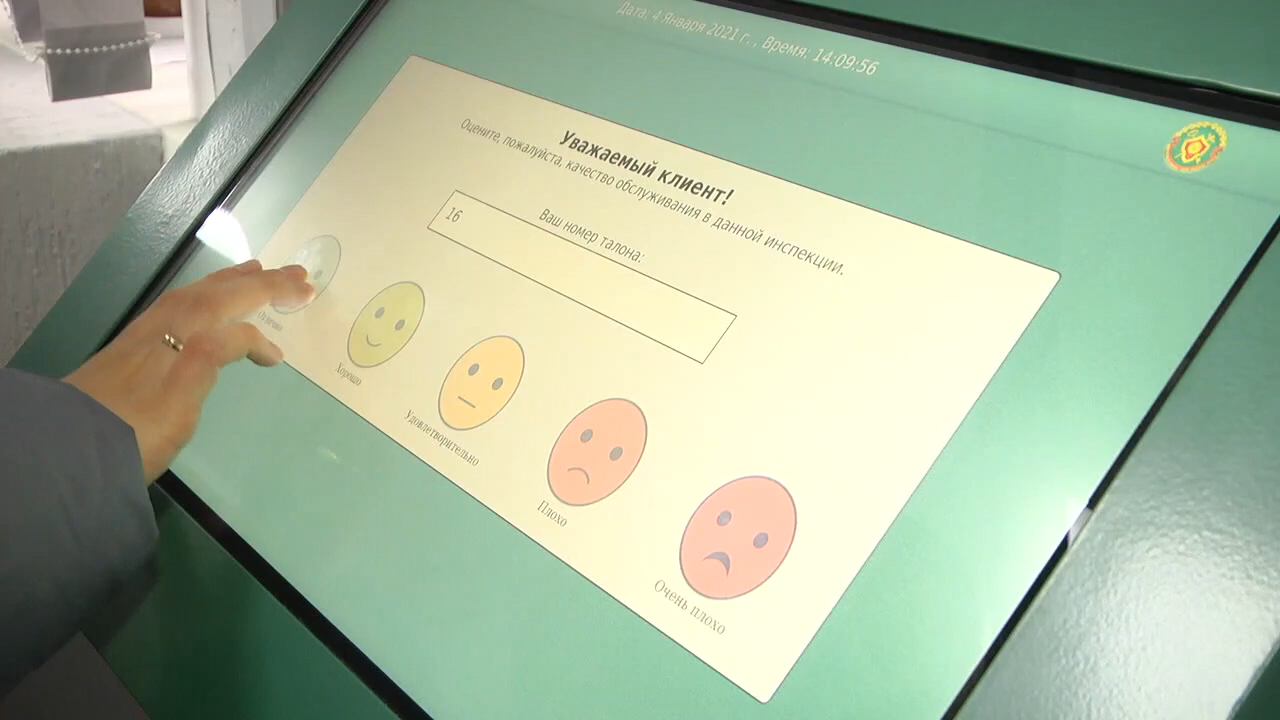 Дата: 4 Января 2021 г. , Время: 14:09:56
Уважаемый клиент!
Оцените, пожалуйста, качество обслуживания в данной инспекции.
Ваш номер талона:
16
Отлично
Хорошо
Удовлетворительно
Плохо
Очень плохо